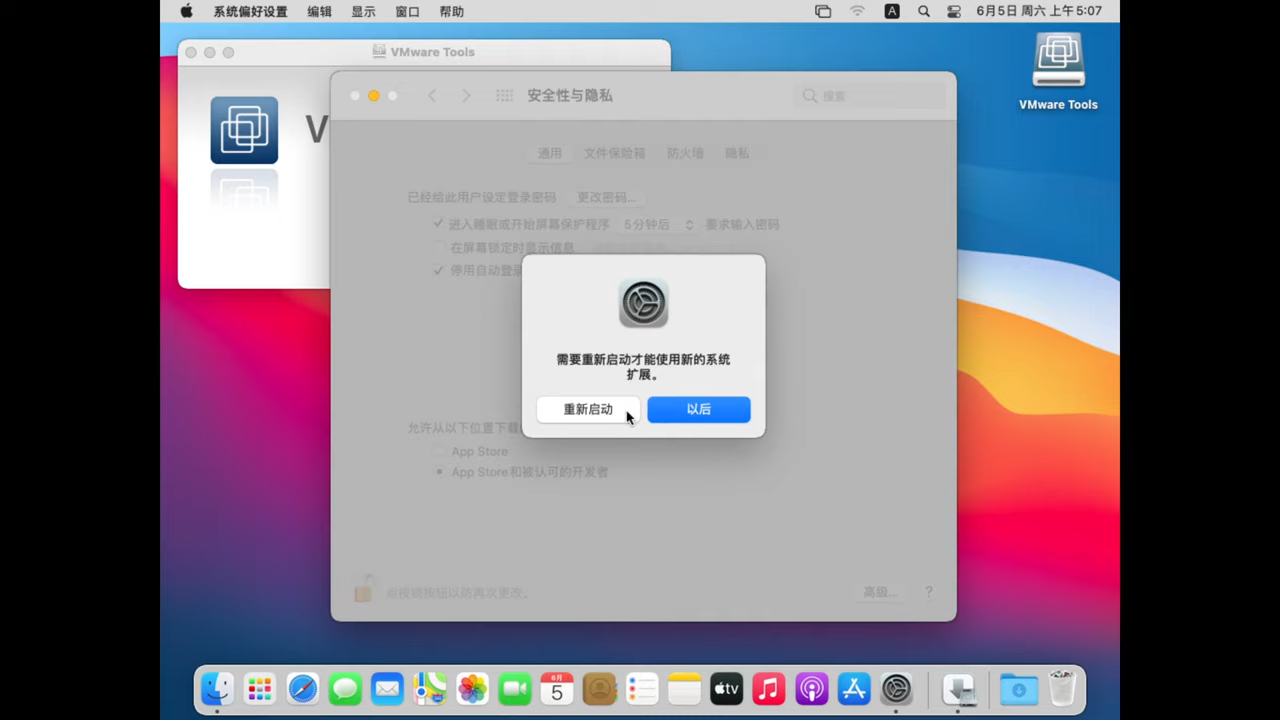 系统偏好设置 编辑 显示 窗口 帮助 A 6月5日 周六 上午5:07
VMware Tools
VMware Tools
V
安全性与隐私 搜索
通用 文件保险箱 防火墙 隐私
已经给此用户设定登录密码 更改密码...
进入睡眠或开始屏幕保护程序 5分钟后 要求输入密码
在屏幕锁定时显示信息
停用自动登录
需要重新启动才能使用新的系统
扩展。
重新启动 以后
允许从以下位置下载
App Store
App Store和被认可的开发者
点按锁按钮以防再次更改。 高级... ?
6月
5
tv